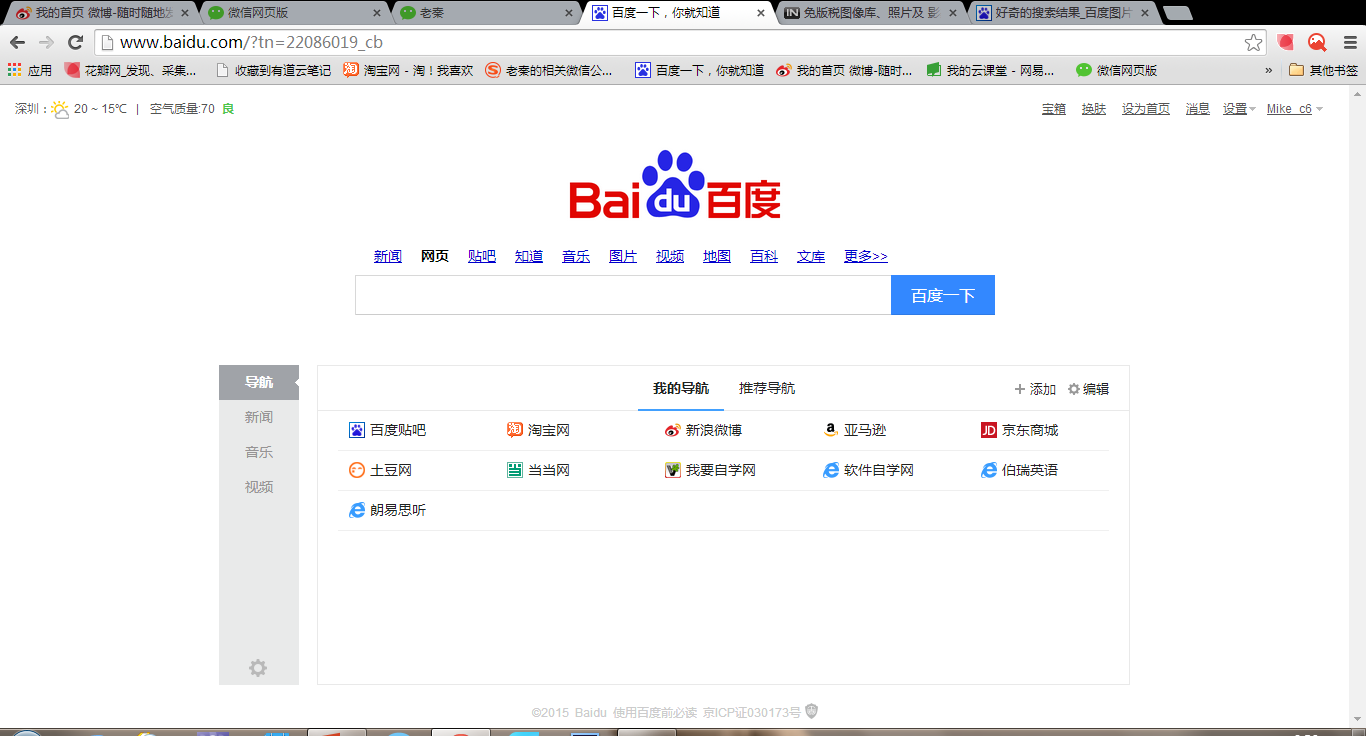 我的首页 微博-随时随地发 微信网页版 老秦 百度一下，你就知道 免版税图像库、照片及 影 好奇的搜索结果_百度图片
www.baidu.com/?tn=22086019_cb
应用 花瓣网_发现、采集... 收藏到有道云笔记 淘宝网 - 淘！我喜欢 老秦的相关微信公... 百度一下，你就知道 我的首页 微博-随时... 我的云课堂 - 网易... 微信网页版 » 其他书签
深圳： 20 ~ 15℃ | 空气质量:70 良 宝箱 换肤 设为首页 消息 设置 Mike_c6
Bai du 百度
新闻 网页 贴吧 知道 音乐 图片 视频 地图 百科 文库 更多>>
百度一下
导航
新闻
音乐
视频
我的导航 推荐导航 添加 编辑
百度贴吧 淘宝网 新浪微博 亚马逊 京东商城
土豆网 当当网 我要自学网 软件自学网 伯瑞英语
朗易思听
©2015 Baidu 使用百度前必读 京ICP证030173号